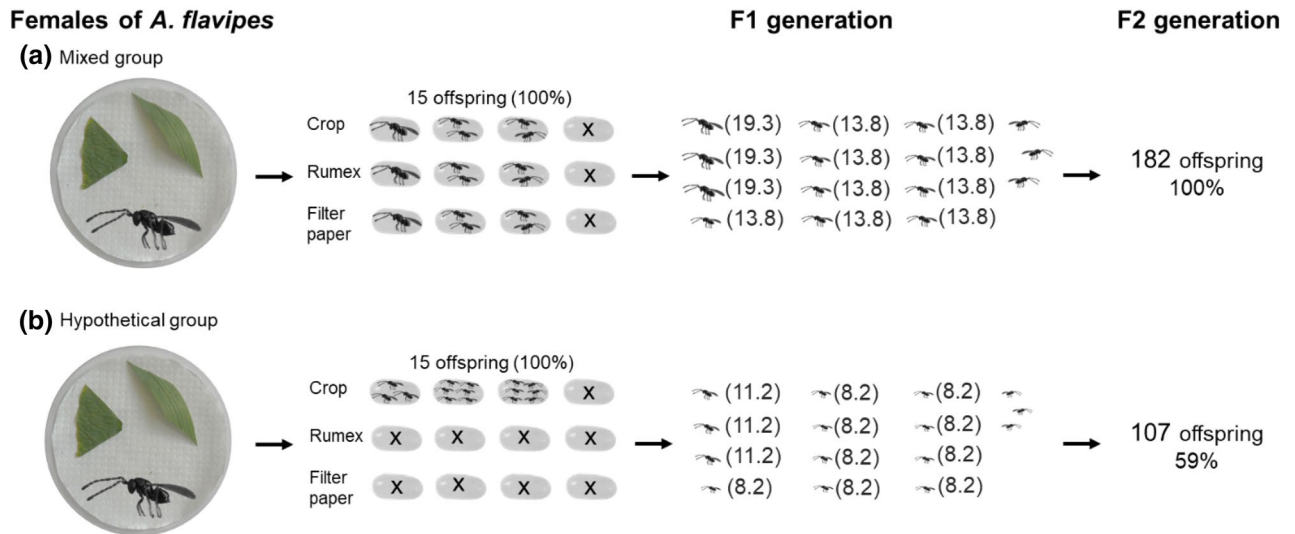 Females of A. flavipes
F1 generation
F2 generation
(a) Mixed group
15 offspring (100%)
Crop
X
Rumex
X
Filter
paper
X
(19.3) (13.8) (13.8)
(19.3) (13.8) (13.8)
(19.3) (13.8) (13.8)
(13.8) (13.8) (13.8)
182 offspring
100%
(b) Hypothetical group
15 offspring (100%)
Crop
X
Rumex
X X X X
Filter
paper
X X X X
(11.2) (8.2) (8.2)
(11.2) (8.2) (8.2)
(11.2) (8.2) (8.2)
(8.2) (8.2) (8.2)
107 offspring
59%